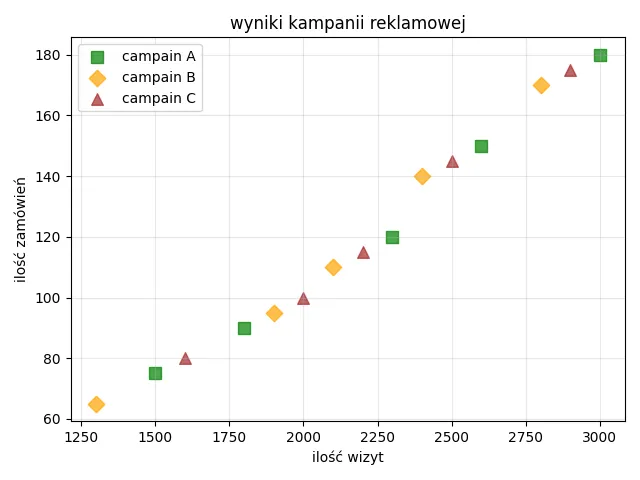 wyniki kampanii reklamowej
campain A
campain B
campain C
180
160
140
120
100
80
60
ilość zamówień
1250 1500 1750 2000 2250 2500 2750 3000
ilość wizyt